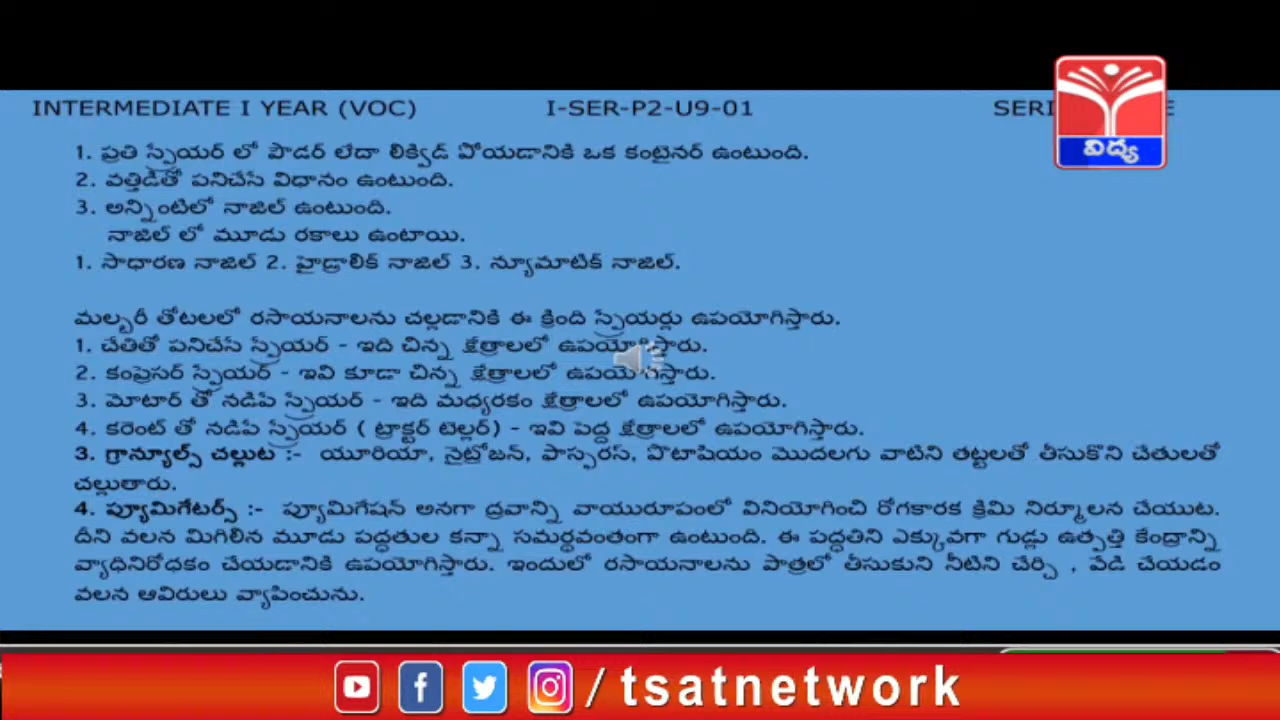 INTERMEDIATE I YEAR (VOC) I-SER-P2-U9-01 SERI E
విద్య
1. ప్రతి స్ప్రేయర్ లో పౌడర్ లేదా లిక్విడ్ పోయడానికి ఒక కంటైనర్ ఉంటుంది.
2. వత్తిడితో పనిచేసే విధానం ఉంటుంది.
3. అన్నింటిలో నాజిల్ ఉంటుంది.
నాజిల్ లో మూడు రకాలు ఉంటాయి.
1. సాధారణ నాజిల్ 2. హైడ్రాలిక్ నాజిల్ 3. న్యూమాటిక్ నాజిల్.
మల్బరీ తోటలలో రసాయనాలను చల్లడానికి ఈ క్రింది స్ప్రేయర్లు ఉపయోగిస్తారు.
1. చేతితో పనిచేసే స్ప్రేయర్ - ఇది చిన్న క్షేత్రాలలో ఉపయోగిస్తారు.
2. కంప్రెసర్ స్ప్రేయర్ - ఇవి కూడా చిన్న క్షేత్రాలలో ఉపయోగిస్తారు.
3. మోటార్ తో నడిపే స్ప్రేయర్ - ఇది మధ్యరకం క్షేత్రాలలో ఉపయోగిస్తారు.
4. కరెంట్ తో నడిపే స్ప్రేయర్ ( ట్రాక్టర్ టెల్లర్) - ఇవి పెద్ద క్షేత్రాలలో ఉపయోగిస్తారు.
3. గ్రాన్యూల్స్ చల్లుట :- యూరియా, నైట్రోజన్, ఫాస్ఫరస్, పొటాషియం మొదలగు వాటిని తట్టలతో తీసుకొని చేతులతో
చల్లుతారు.
4. ఫ్యూమిగేటర్స్ :- ఫ్యూమిగేషన్ అనగా ద్రవాన్ని వాయురూపంలో వినియోగించి రోగకారక క్రిమి నిర్మూలన చేయుట.
దీని వలన మిగిలిన మూడు పద్ధతుల కన్నా సమర్థవంతంగా ఉంటుంది. ఈ పద్ధతిని ఎక్కువగా గుడ్లు ఉత్పత్తి కేంద్రాన్ని
వ్యాధినిరోధకం చేయడానికి ఉపయోగిస్తారు. ఇందులో రసాయనాలను పాత్రలో తీసుకుని నీటిని చేర్చి , వేడి చేయడం
వలన ఆవిరులు వ్యాపించును.
/ tsatnetwork